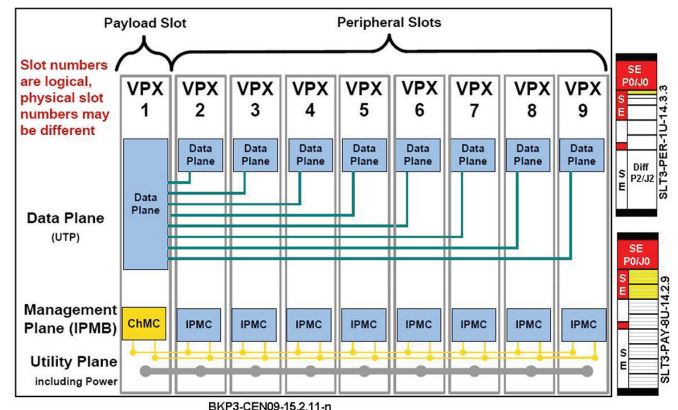 Payload Slot
Peripheral Slots
Slot numbers
are logical,
physical slot
numbers may
be different
VPX
1
VPX
2
VPX
3
VPX
4
VPX
5
VPX
6
VPX
7
VPX
8
VPX
9
Data
Plane
Data
Plane
Data
Plane
Data
Plane
Data
Plane
Data
Plane
Data
Plane
Data
Plane
Data
Plane
Data Plane
(UTP)
Management
Plane (IPMB)
ChMC
IPMC
IPMC
IPMC
IPMC
IPMC
IPMC
IPMC
IPMC
Utility Plane
including Power
SE
P0/J0
S
E
S
E
Diff
P2/J2
SLT3-PER-1U-14.3.3
SE
P0/J0
S
E
S
E
SLT3-PAY-8U-14.2.9
BKP3-CEN09-15.2.11-n